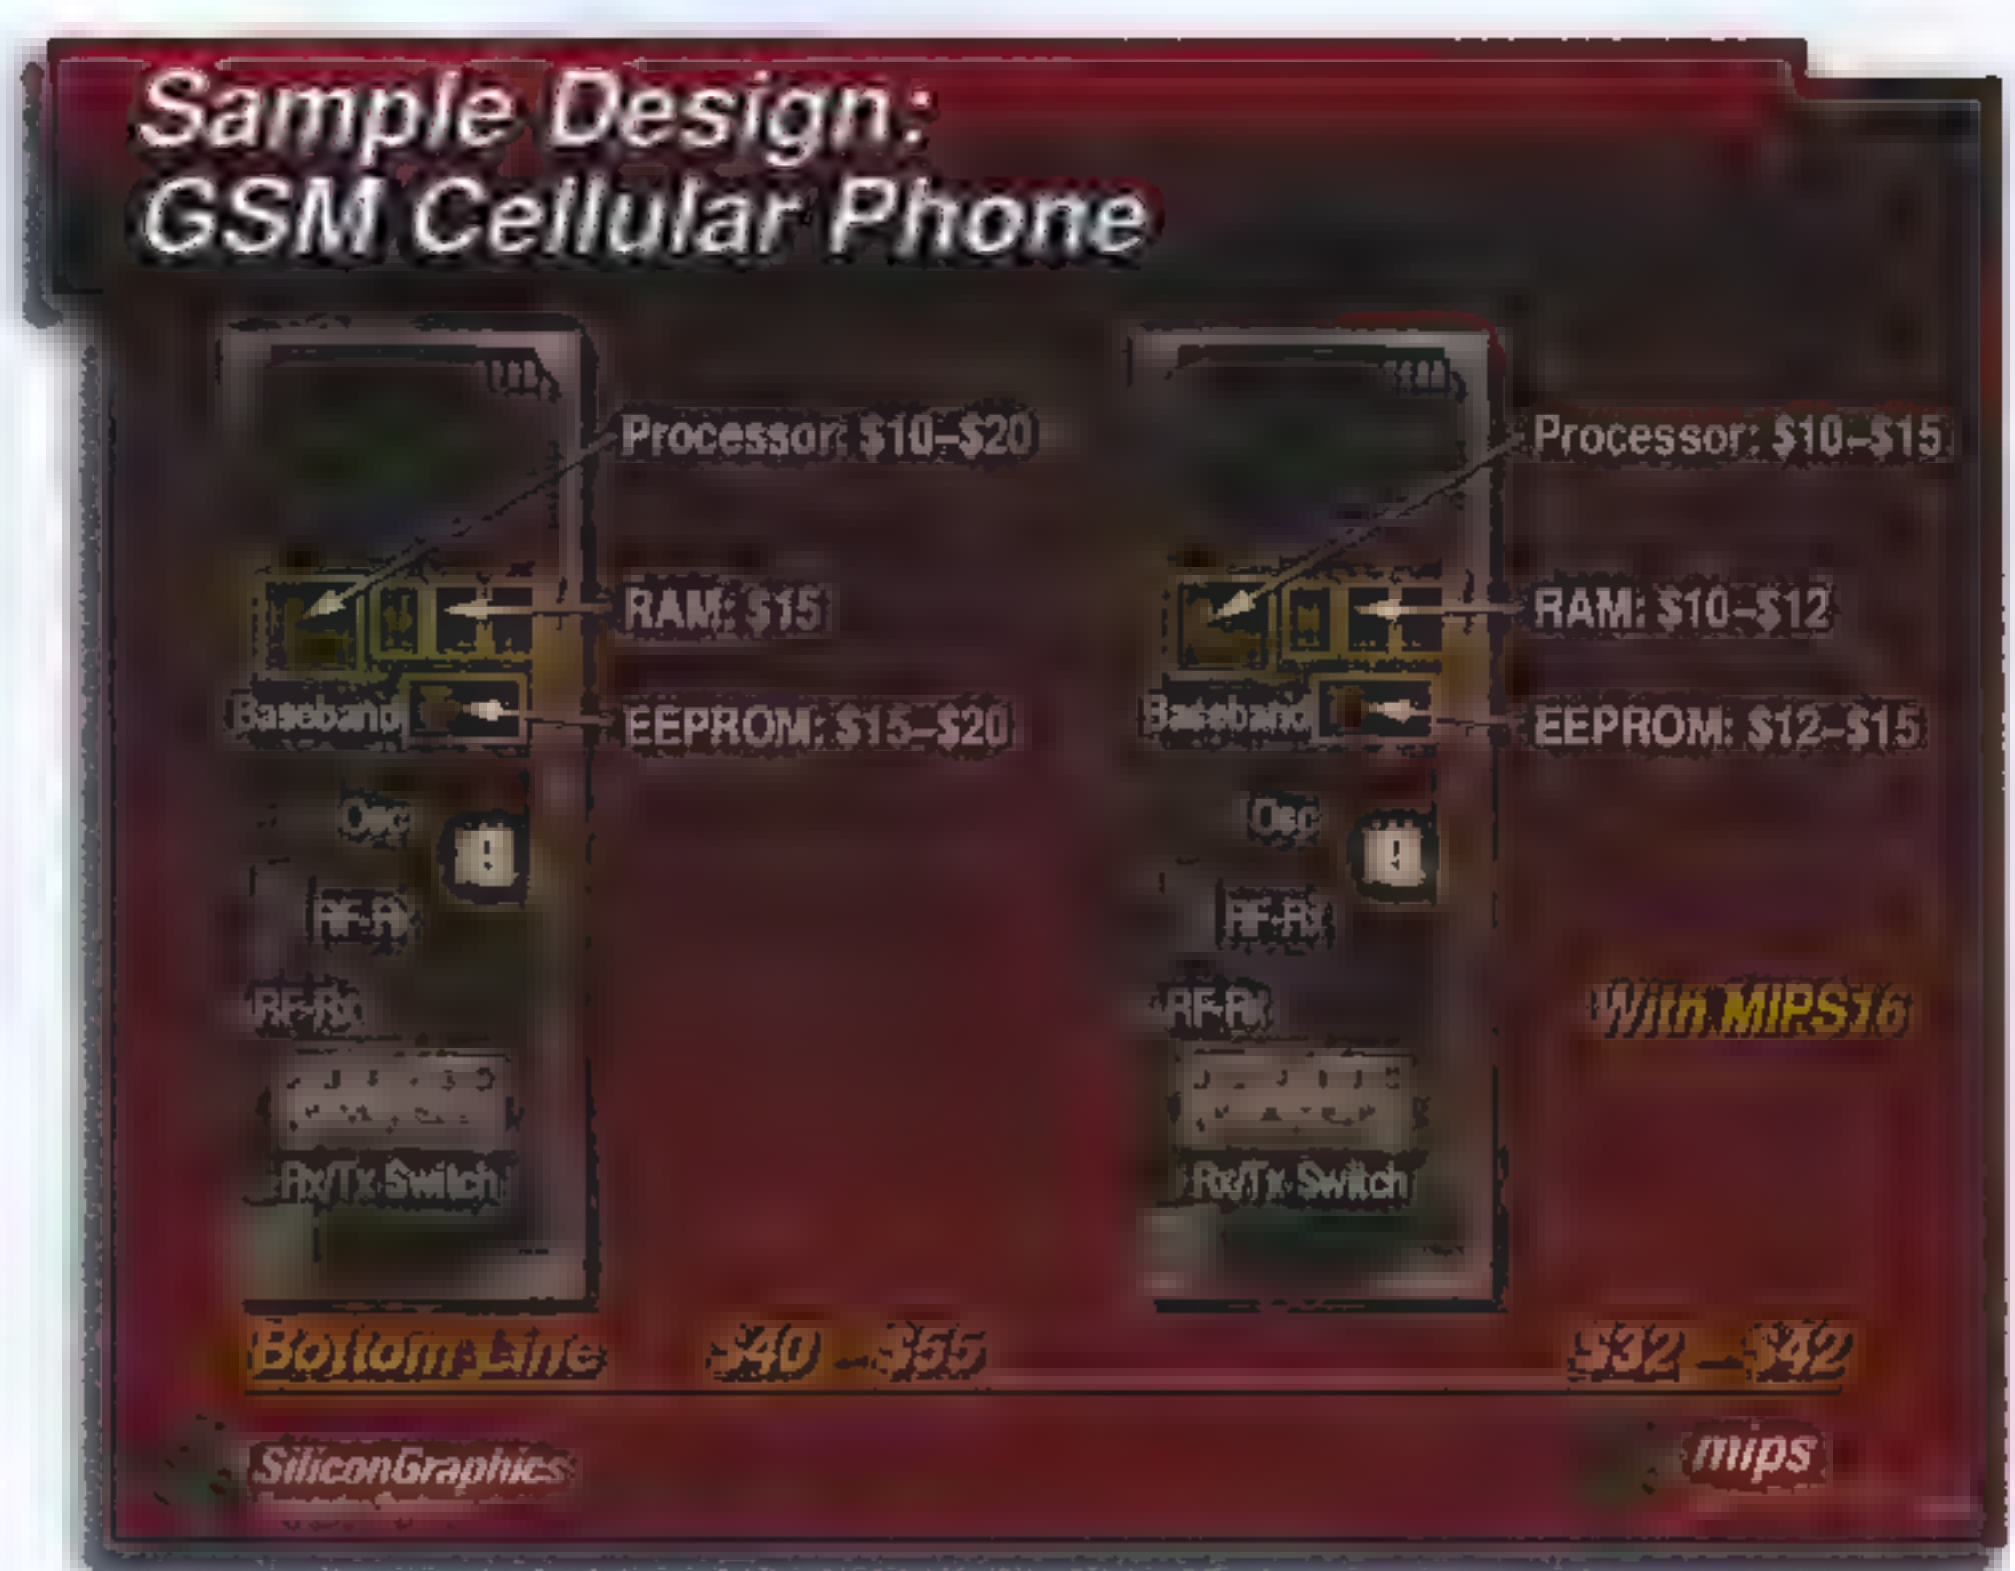 Sample Design:
GSM Cellular Phone
Processor: $10–$20
RAM: $15
EEPROM: $15–$20
Baseband
Osc
RF-Rx
RF-Rx
Rx/Tx Switch
Processor: $10–$15
RAM: $10–$12
EEPROM: $12–$15
Baseband
Osc
RF-Rx
RF-Rx
Rx/Tx Switch
With MIPS16
Bottom Line $40 – $55 $32 – $42
SiliconGraphics
mips